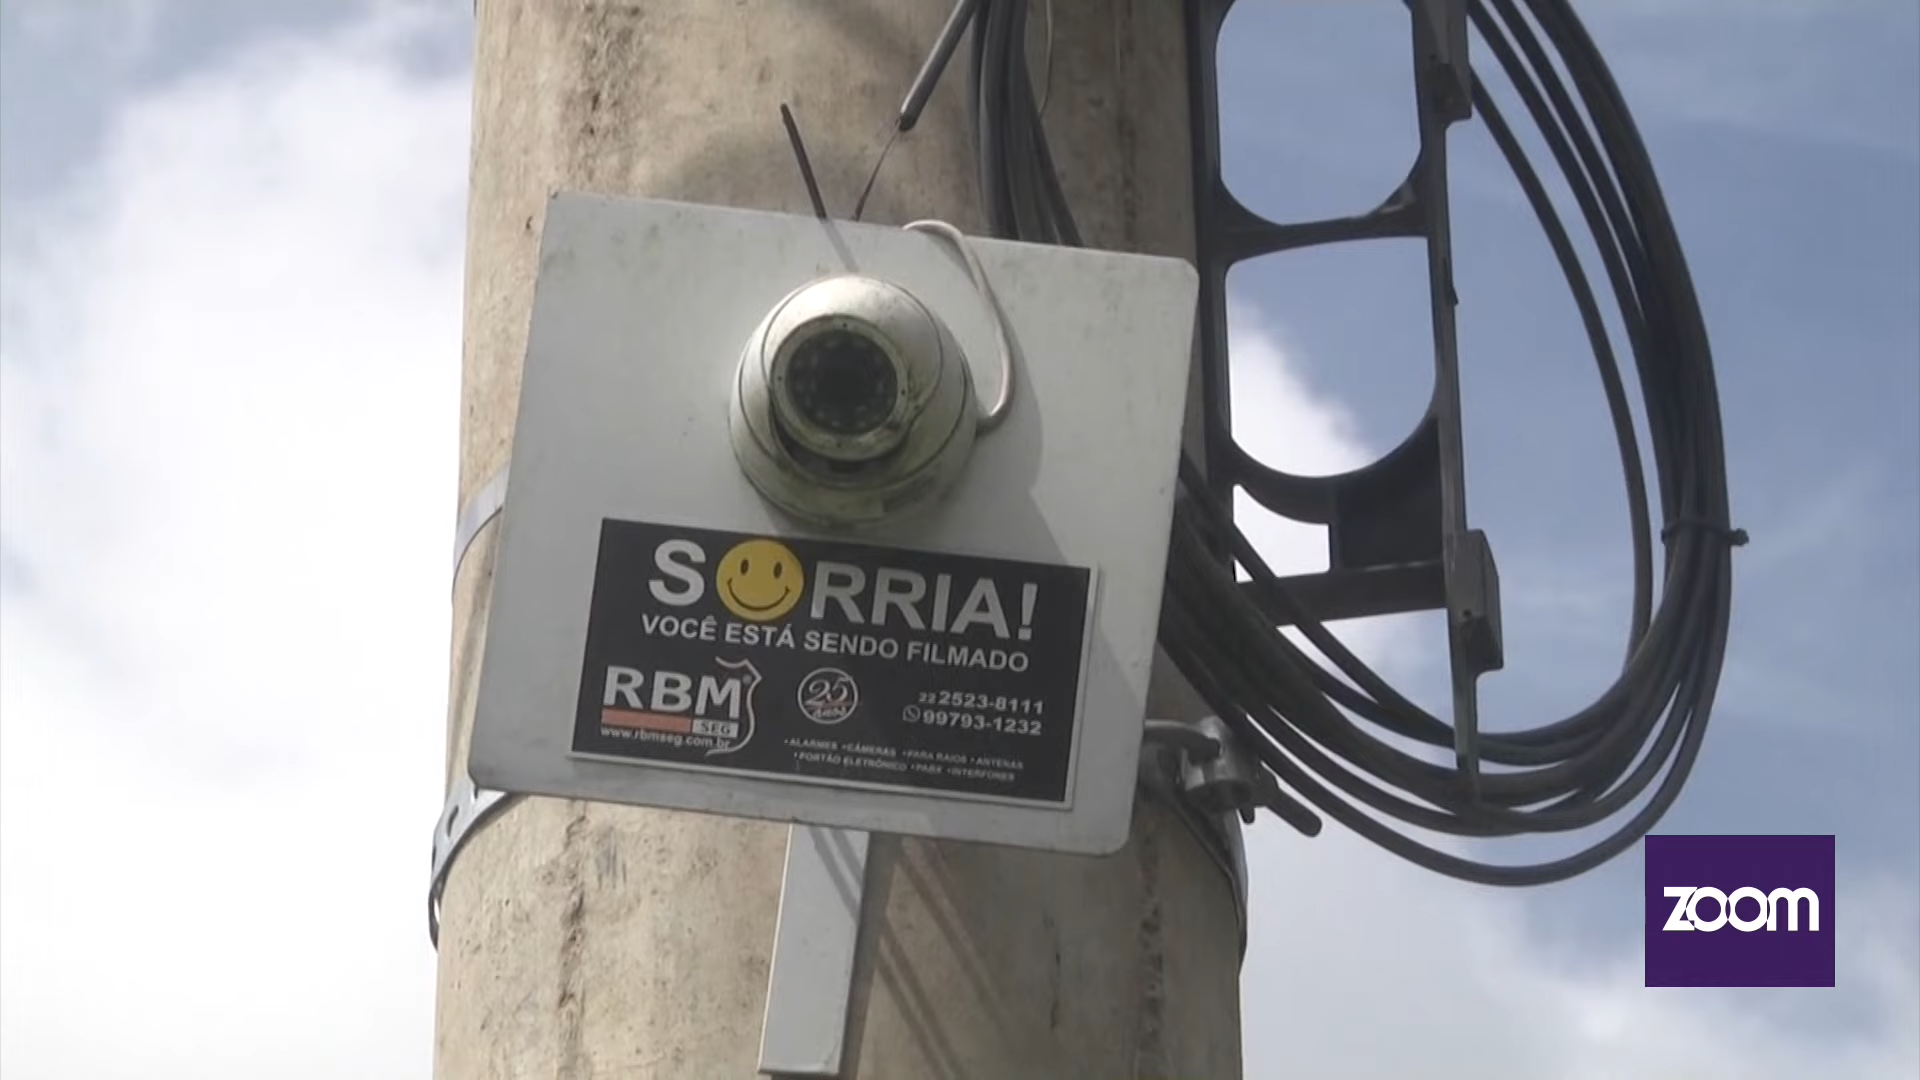 SORRIA!
VOCÊ ESTÁ SENDO FILMADO
RBM
SEG
www.rbmseg.com.br
25
anos
22 2523-8111
99793-1232
• ALARMES • CÂMERAS • PARA RAIOS • ANTENAS
• PORTÃO ELETRÔNICO • PABX • INTERFONES
zoom